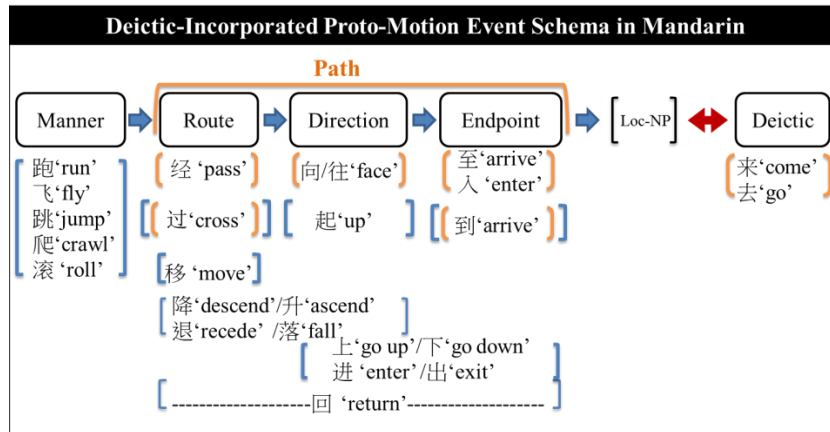 Deictic-Incorporated Proto-Motion Event Schema in Mandarin
Path
Manner Route Direction Endpoint [Loc-NP] Deictic
跑‘run’
飞‘fly’
跳‘jump’
爬‘crawl’
滚 ‘roll’
经 ‘pass’
过‘cross’
移 ‘move’
向/往‘face’
起‘up’
至‘arrive’
入 ‘enter’
到‘arrive’
来‘come’
去‘go’
降‘descend’/升‘ascend’
退‘recede’ /落‘fall’
上‘go up’/下‘go down’
进 ‘enter’/出‘exit’
-------------------回 ‘return’----------------